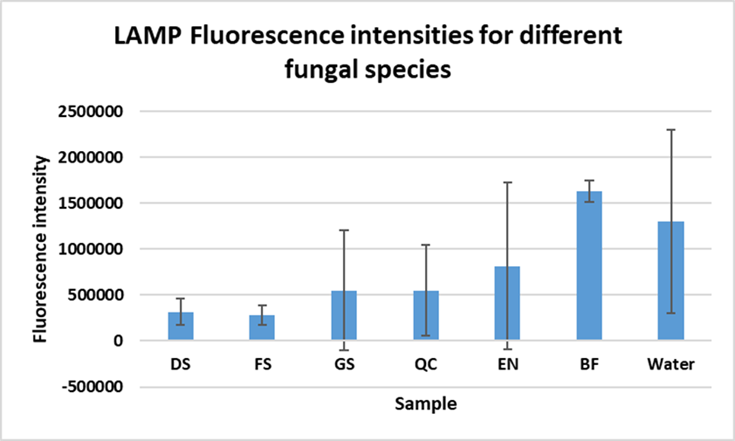 LAMP Fluorescence intensities for different
fungal species
Fluorescence intensity
2500000
2000000
1500000
1000000
500000
0
-500000
DS FS GS QC EN BF Water
Sample